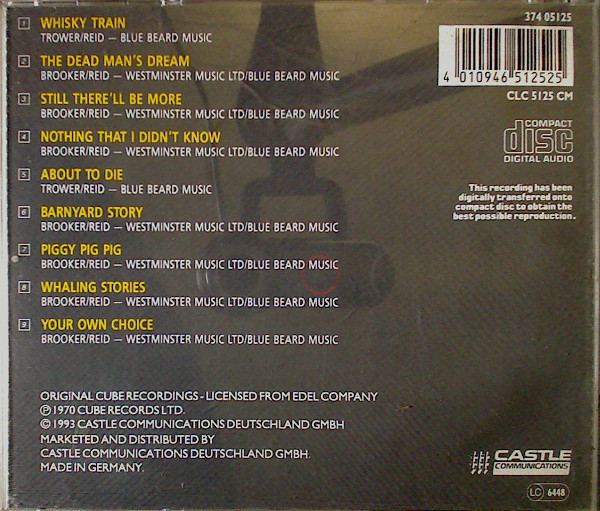 1 WHISKY TRAIN
TROWER/REID — BLUE BEARD MUSIC
2 THE DEAD MAN'S DREAM
BROOKER/REID — WESTMINSTER MUSIC LTD/BLUE BEARD MUSIC
3 STILL THERE'LL BE MORE
BROOKER/REID — WESTMINSTER MUSIC LTD/BLUE BEARD MUSIC
4 NOTHING THAT I DIDN'T KNOW
BROOKER/REID — WESTMINSTER MUSIC LTD/BLUE BEARD MUSIC
5 ABOUT TO DIE
TROWER/REID — BLUE BEARD MUSIC
6 BARNYARD STORY
BROOKER/REID — WESTMINSTER MUSIC LTD/BLUE BEARD MUSIC
7 PIGGY PIG PIG
BROOKER/REID — WESTMINSTER MUSIC LTD/BLUE BEARD MUSIC
8 WHALING STORIES
BROOKER/REID — WESTMINSTER MUSIC LTD/BLUE BEARD MUSIC
9 YOUR OWN CHOICE
BROOKER/REID — WESTMINSTER MUSIC LTD/BLUE BEARD MUSIC
374 05125
4 010946 512525
CLC 5125 CM
COMPACT
disc
DIGITAL AUDIO
This recording has been
digitally transferred onto
compact disc to obtain the
best possible reproduction.
ORIGINAL CUBE RECORDINGS - LICENSED FROM EDEL COMPANY
℗ 1970 CUBE RECORDS LTD.
© 1993 CASTLE COMMUNICATIONS DEUTSCHLAND GMBH
MARKETED AND DISTRIBUTED BY
CASTLE COMMUNICATIONS DEUTSCHLAND GMBH.
MADE IN GERMANY.
CASTLE
COMMUNICATIONS
LC 6448